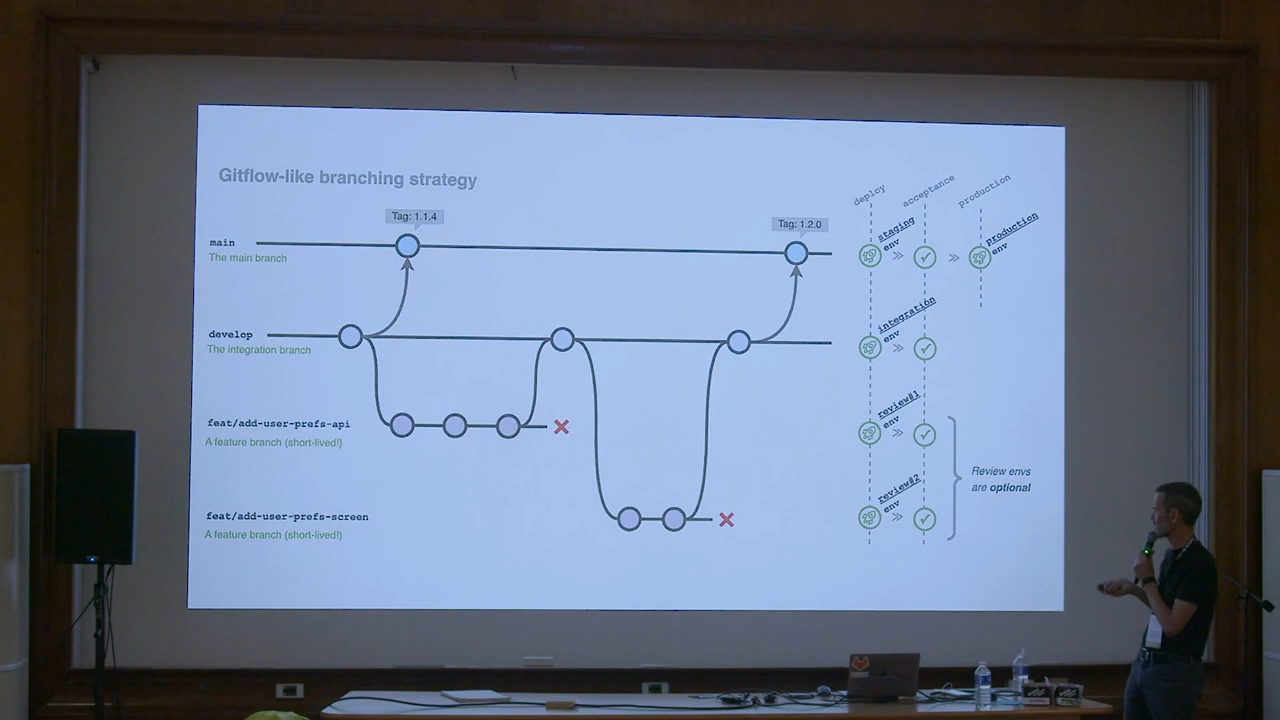 Gitflow-like branching strategy
deploy
acceptance
production
Tag: 1.1.4
Tag: 1.2.0
main
The main branch
staging
env
production
env
develop
The integration branch
integration
env
feat/add-user-prefs-api
A feature branch (short-lived!)
review#1
env
Review envs
are optional
feat/add-user-prefs-screen
A feature branch (short-lived!)
review#2
env